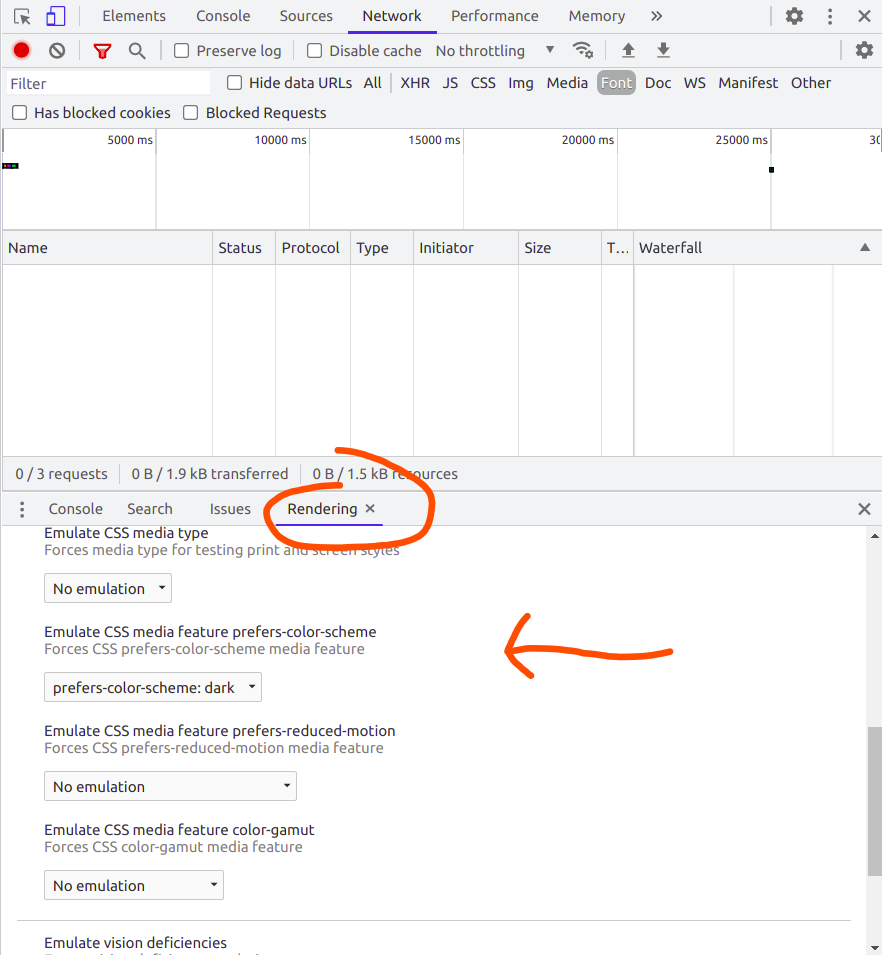 Elements Console Sources Network Performance Memory »
Preserve log Disable cache No throttling
Filter Hide data URLs All XHR JS CSS Img Media Font Doc WS Manifest Other
Has blocked cookies Blocked Requests
5000 ms 10000 ms 15000 ms 20000 ms 25000 ms
Name Status Protocol Type Initiator Size T... Waterfall
0 / 3 requests 0 B / 1.9 kB transferred 0 B / 1.5 kB resources
Console Search Issues Rendering ×
Emulate CSS media type
Forces media type for testing print and screen styles
No emulation
Emulate CSS media feature prefers-color-scheme
Forces CSS prefers-color-scheme media feature
prefers-color-scheme: dark
Emulate CSS media feature prefers-reduced-motion
Forces CSS prefers-reduced-motion media feature
No emulation
Emulate CSS media feature color-gamut
Forces CSS color-gamut media feature
No emulation
Emulate vision deficiencies